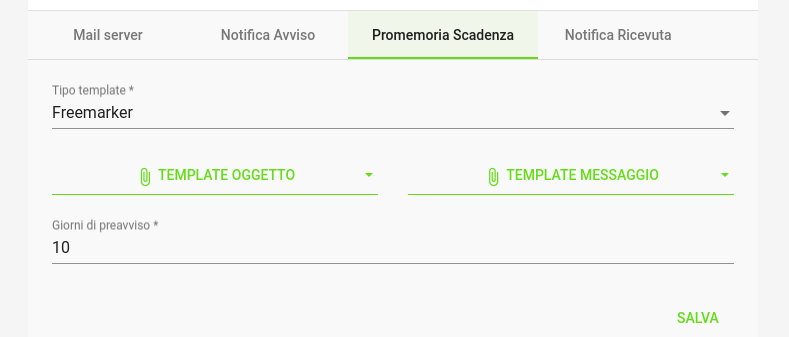 Mail server
Notifica Avviso
Promemoria Scadenza
Notifica Ricevuta
Tipo template *
Freemarker
TEMPLATE OGGETTO
TEMPLATE MESSAGGIO
Giorni di preavviso *
10
SALVA